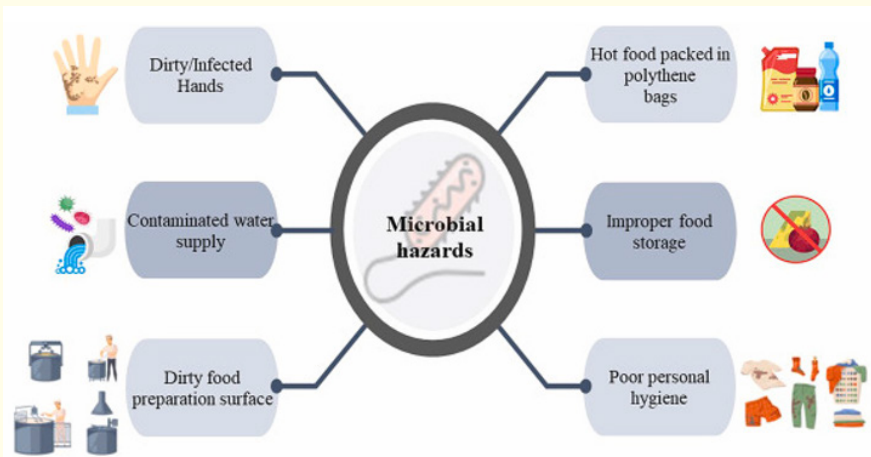 Dirty/Infected
Hands
Hot food packed in
polythene
bags
Contaminated water
supply
Microbial
hazards
Improper food
storage
Dirty food
preparation surface
Poor personal
hygiene